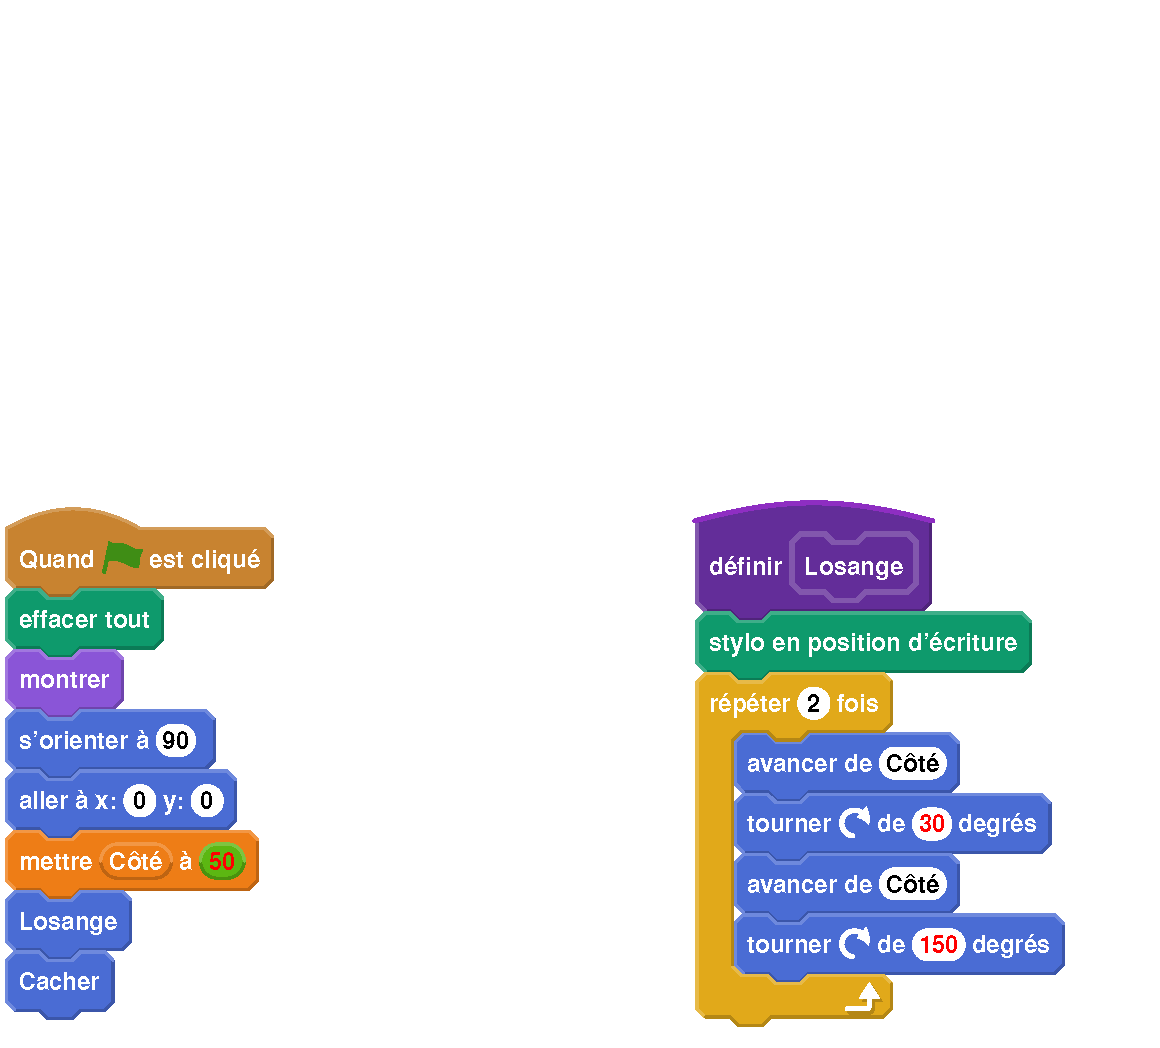 Quand est cliqué
effacer tout
montrer
s’orienter à 90
aller à x: 0 y: 0
mettre Côté à 50
Losange
Cacher
définir Losange
stylo en position d’écriture
répéter 2 fois
avancer de Côté
tourner de 30 degrés
avancer de Côté
tourner de 150 degrés